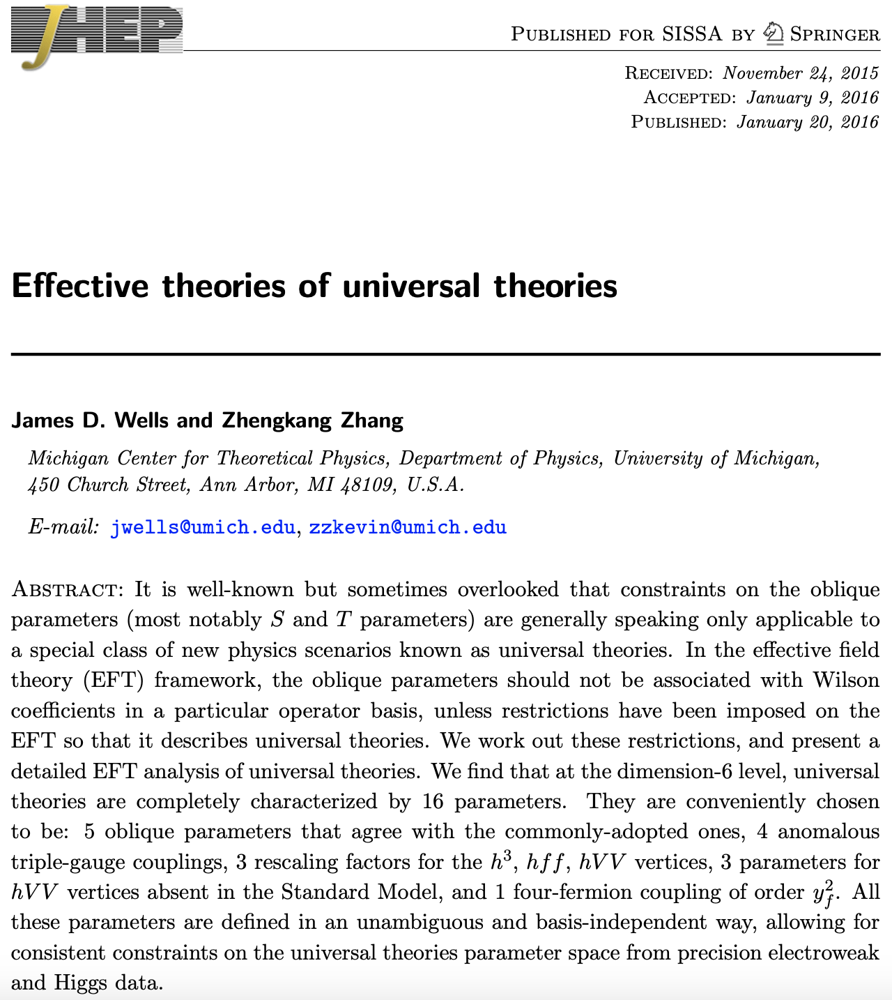 JHEP
PUBLISHED FOR SISSA BY SPRINGER
RECEIVED: November 24, 2015
ACCEPTED: January 9, 2016
PUBLISHED: January 20, 2016
Effective theories of universal theories
James D. Wells and Zhengkang Zhang
Michigan Center for Theoretical Physics, Department of Physics, University of Michigan,
450 Church Street, Ann Arbor, MI 48109, U.S.A.
E-mail: jwells@umich.edu, zzkevin@umich.edu
ABSTRACT: It is well-known but sometimes overlooked that constraints on the oblique
parameters (most notably S and T parameters) are generally speaking only applicable to
a special class of new physics scenarios known as universal theories. In the effective field
theory (EFT) framework, the oblique parameters should not be associated with Wilson
coefficients in a particular operator basis, unless restrictions have been imposed on the
EFT so that it describes universal theories. We work out these restrictions, and present a
detailed EFT analysis of universal theories. We find that at the dimension-6 level, universal
theories are completely characterized by 16 parameters. They are conveniently chosen
to be: 5 oblique parameters that agree with the commonly-adopted ones, 4 anomalous
triple-gauge couplings, 3 rescaling factors for the h³, hff, hVV vertices, 3 parameters for
hVV vertices absent in the Standard Model, and 1 four-fermion coupling of order $y_f^2$. All
these parameters are defined in an unambiguous and basis-independent way, allowing for
consistent constraints on the universal theories parameter space from precision electroweak
and Higgs data.